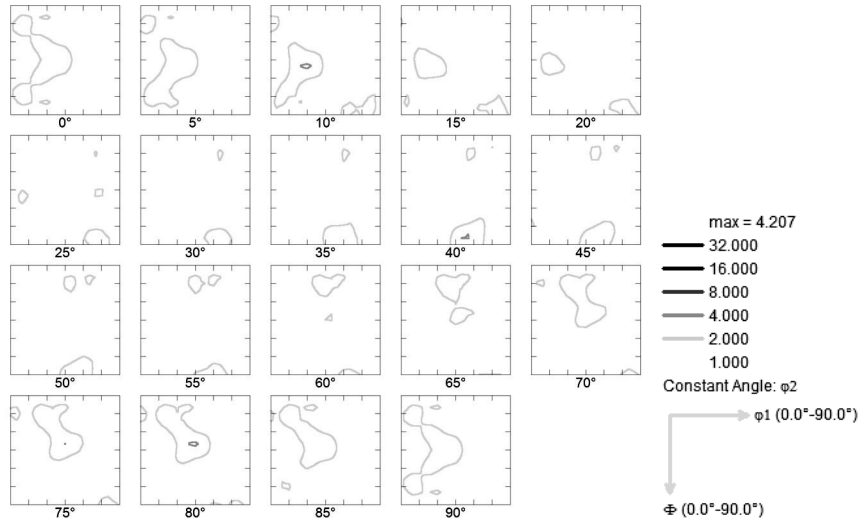 0° 5° 10° 15° 20°
25° 30° 35° 40° 45°
50° 55° 60° 65° 70°
75° 80° 85° 90°
max = 4.207
32.000
16.000
8.000
4.000
2.000
1.000
Constant Angle: φ2
φ1 (0.0°-90.0°)
Φ (0.0°-90.0°)